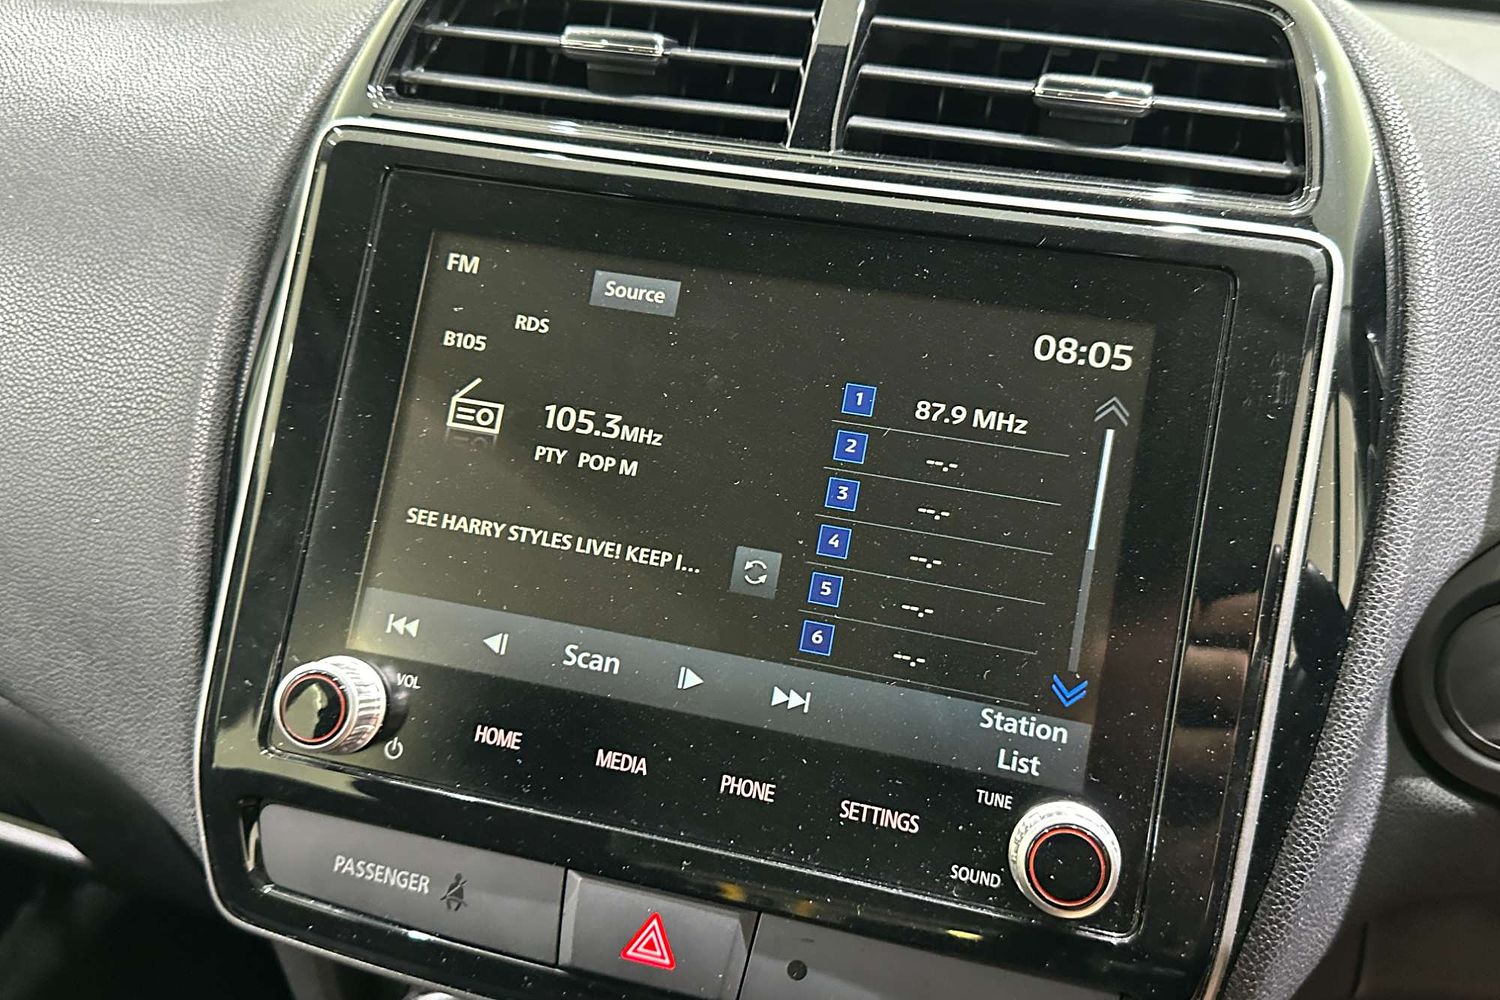 FM
Source
RDS
B105
08:05
105.3MHz
PTY POP M
SEE HARRY STYLES LIVE! KEEP I...
1 87.9 MHz
2 --.-
3 --.-
4 --.-
5 --.-
6 --.-
Scan
Station
List
VOL
HOME
MEDIA
PHONE
SETTINGS
TUNE
SOUND
PASSENGER